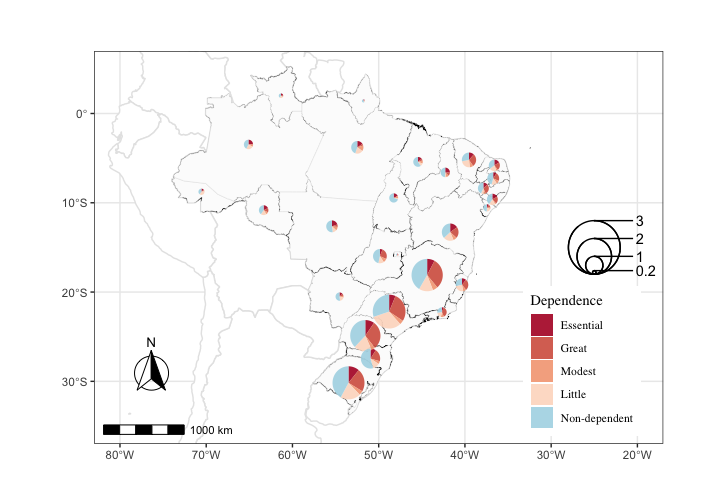 0°
10°S
20°S
30°S
3
2
1
0.2
Dependence
Essential
Great
Modest
Little
Non-dependent
N
1000 km
80°W
70°W
60°W
50°W
40°W
30°W
20°W